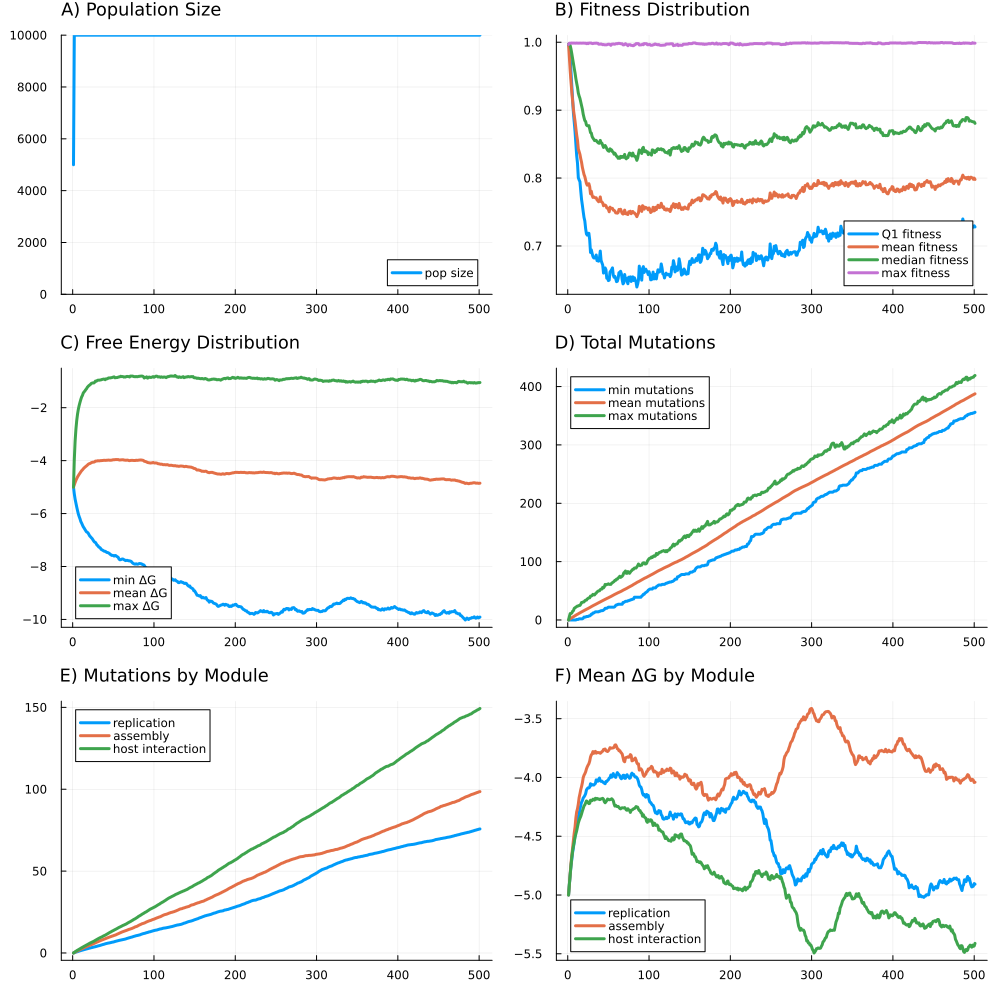 A) Population Size
10000
8000
6000
4000
2000
0
pop size
0 100 200 300 400 500
B) Fitness Distribution
1.0
0.9
0.8
0.7
Q1 fitness
mean fitness
median fitness
max fitness
0 100 200 300 400 500
C) Free Energy Distribution
−2
−4
−6
−8
−10
min ΔG
mean ΔG
max ΔG
0 100 200 300 400 500
D) Total Mutations
400
300
200
100
0
min mutations
mean mutations
max mutations
0 100 200 300 400 500
E) Mutations by Module
150
100
50
0
replication
assembly
host interaction
0 100 200 300 400 500
F) Mean ΔG by Module
−3.5
−4.0
−4.5
−5.0
−5.5
replication
assembly
host interaction
0 100 200 300 400 500